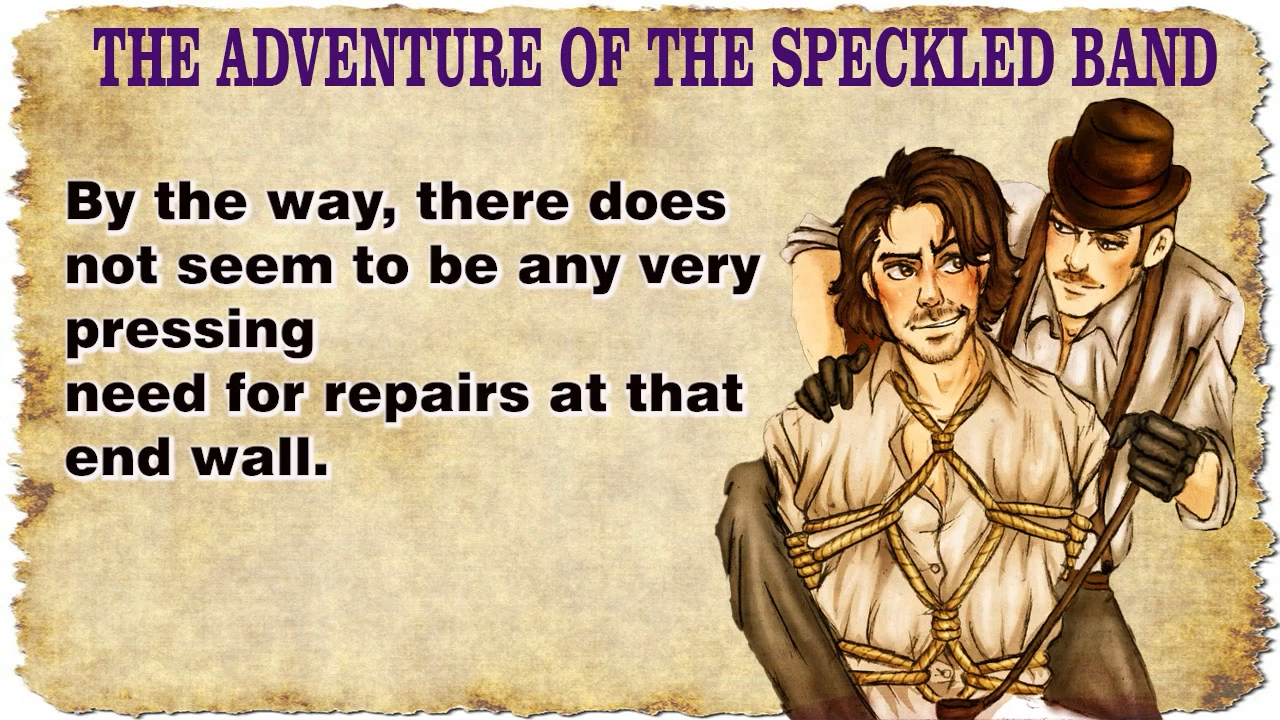 THE ADVENTURE OF THE SPECKLED BAND
By the way, there does
not seem to be any very
pressing
need for repairs at that
end wall.